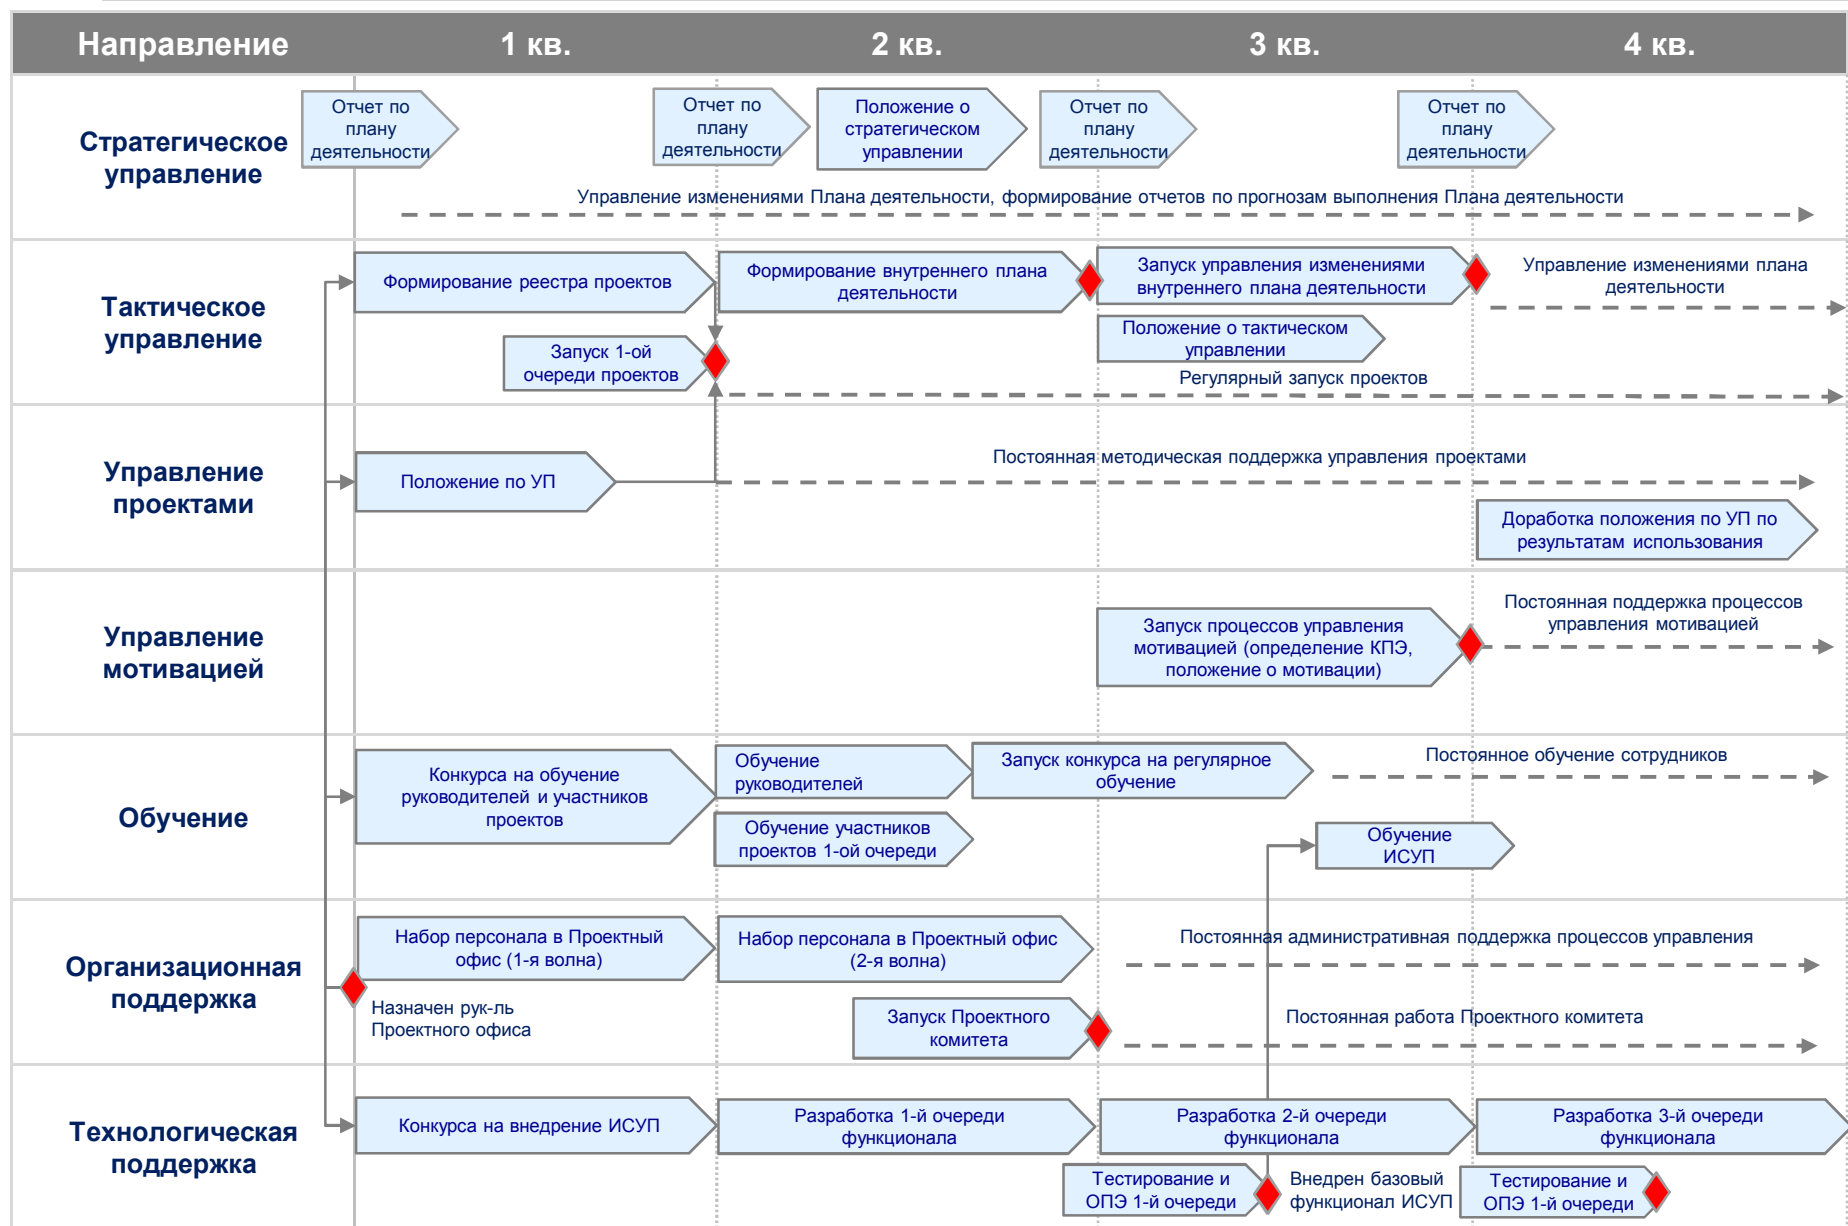 Направление
1 кв.
2 кв.
3 кв.
4 кв.
Стратегическое
управление
Отчет по
плану
деятельности
Отчет по
плану
деятельности
Положение о
стратегическом
управлении
Отчет по
плану
деятельности
Отчет по
плану
деятельности
Управление изменениями Плана деятельности, формирование отчетов по прогнозам выполнения Плана деятельности
Тактическое
управление
Формирование реестра проектов
Формирование внутреннего плана
деятельности
Запуск управления изменениями
внутреннего плана деятельности
Управление изменениями плана
деятельности
Запуск 1-ой
очереди проектов
Положение о тактическом
управлении
Регулярный запуск проектов
Управление
проектами
Положение по УП
Постоянная методическая поддержка управления проектами
Доработка положения по УП по
результатам использования
Управление
мотивацией
Запуск процессов управления
мотивацией (определение КПЭ,
положение о мотивации)
Постоянная поддержка процессов
управления мотивацией
Обучение
Конкурса на обучение
руководителей и участников
проектов
Обучение
руководителей
Запуск конкурса на регулярное
обучение
Постоянное обучение сотрудников
Обучение участников
проектов 1-ой очереди
Обучение
ИСУП
Организационная
поддержка
Набор персонала в Проектный
офис (1-я волна)
Набор персонала в Проектный офис
(2-я волна)
Постоянная административная поддержка процессов управления
Назначен рук-ль
Проектного офиса
Запуск Проектного
комитета
Постоянная работа Проектного комитета
Технологическая
поддержка
Конкурса на внедрение ИСУП
Разработка 1-й очереди
функционала
Разработка 2-й очереди
функционала
Разработка 3-й очереди
функционала
Тестирование и
ОПЭ 1-й очереди
Внедрен базовый
функционал ИСУП
Тестирование и
ОПЭ 1-й очереди